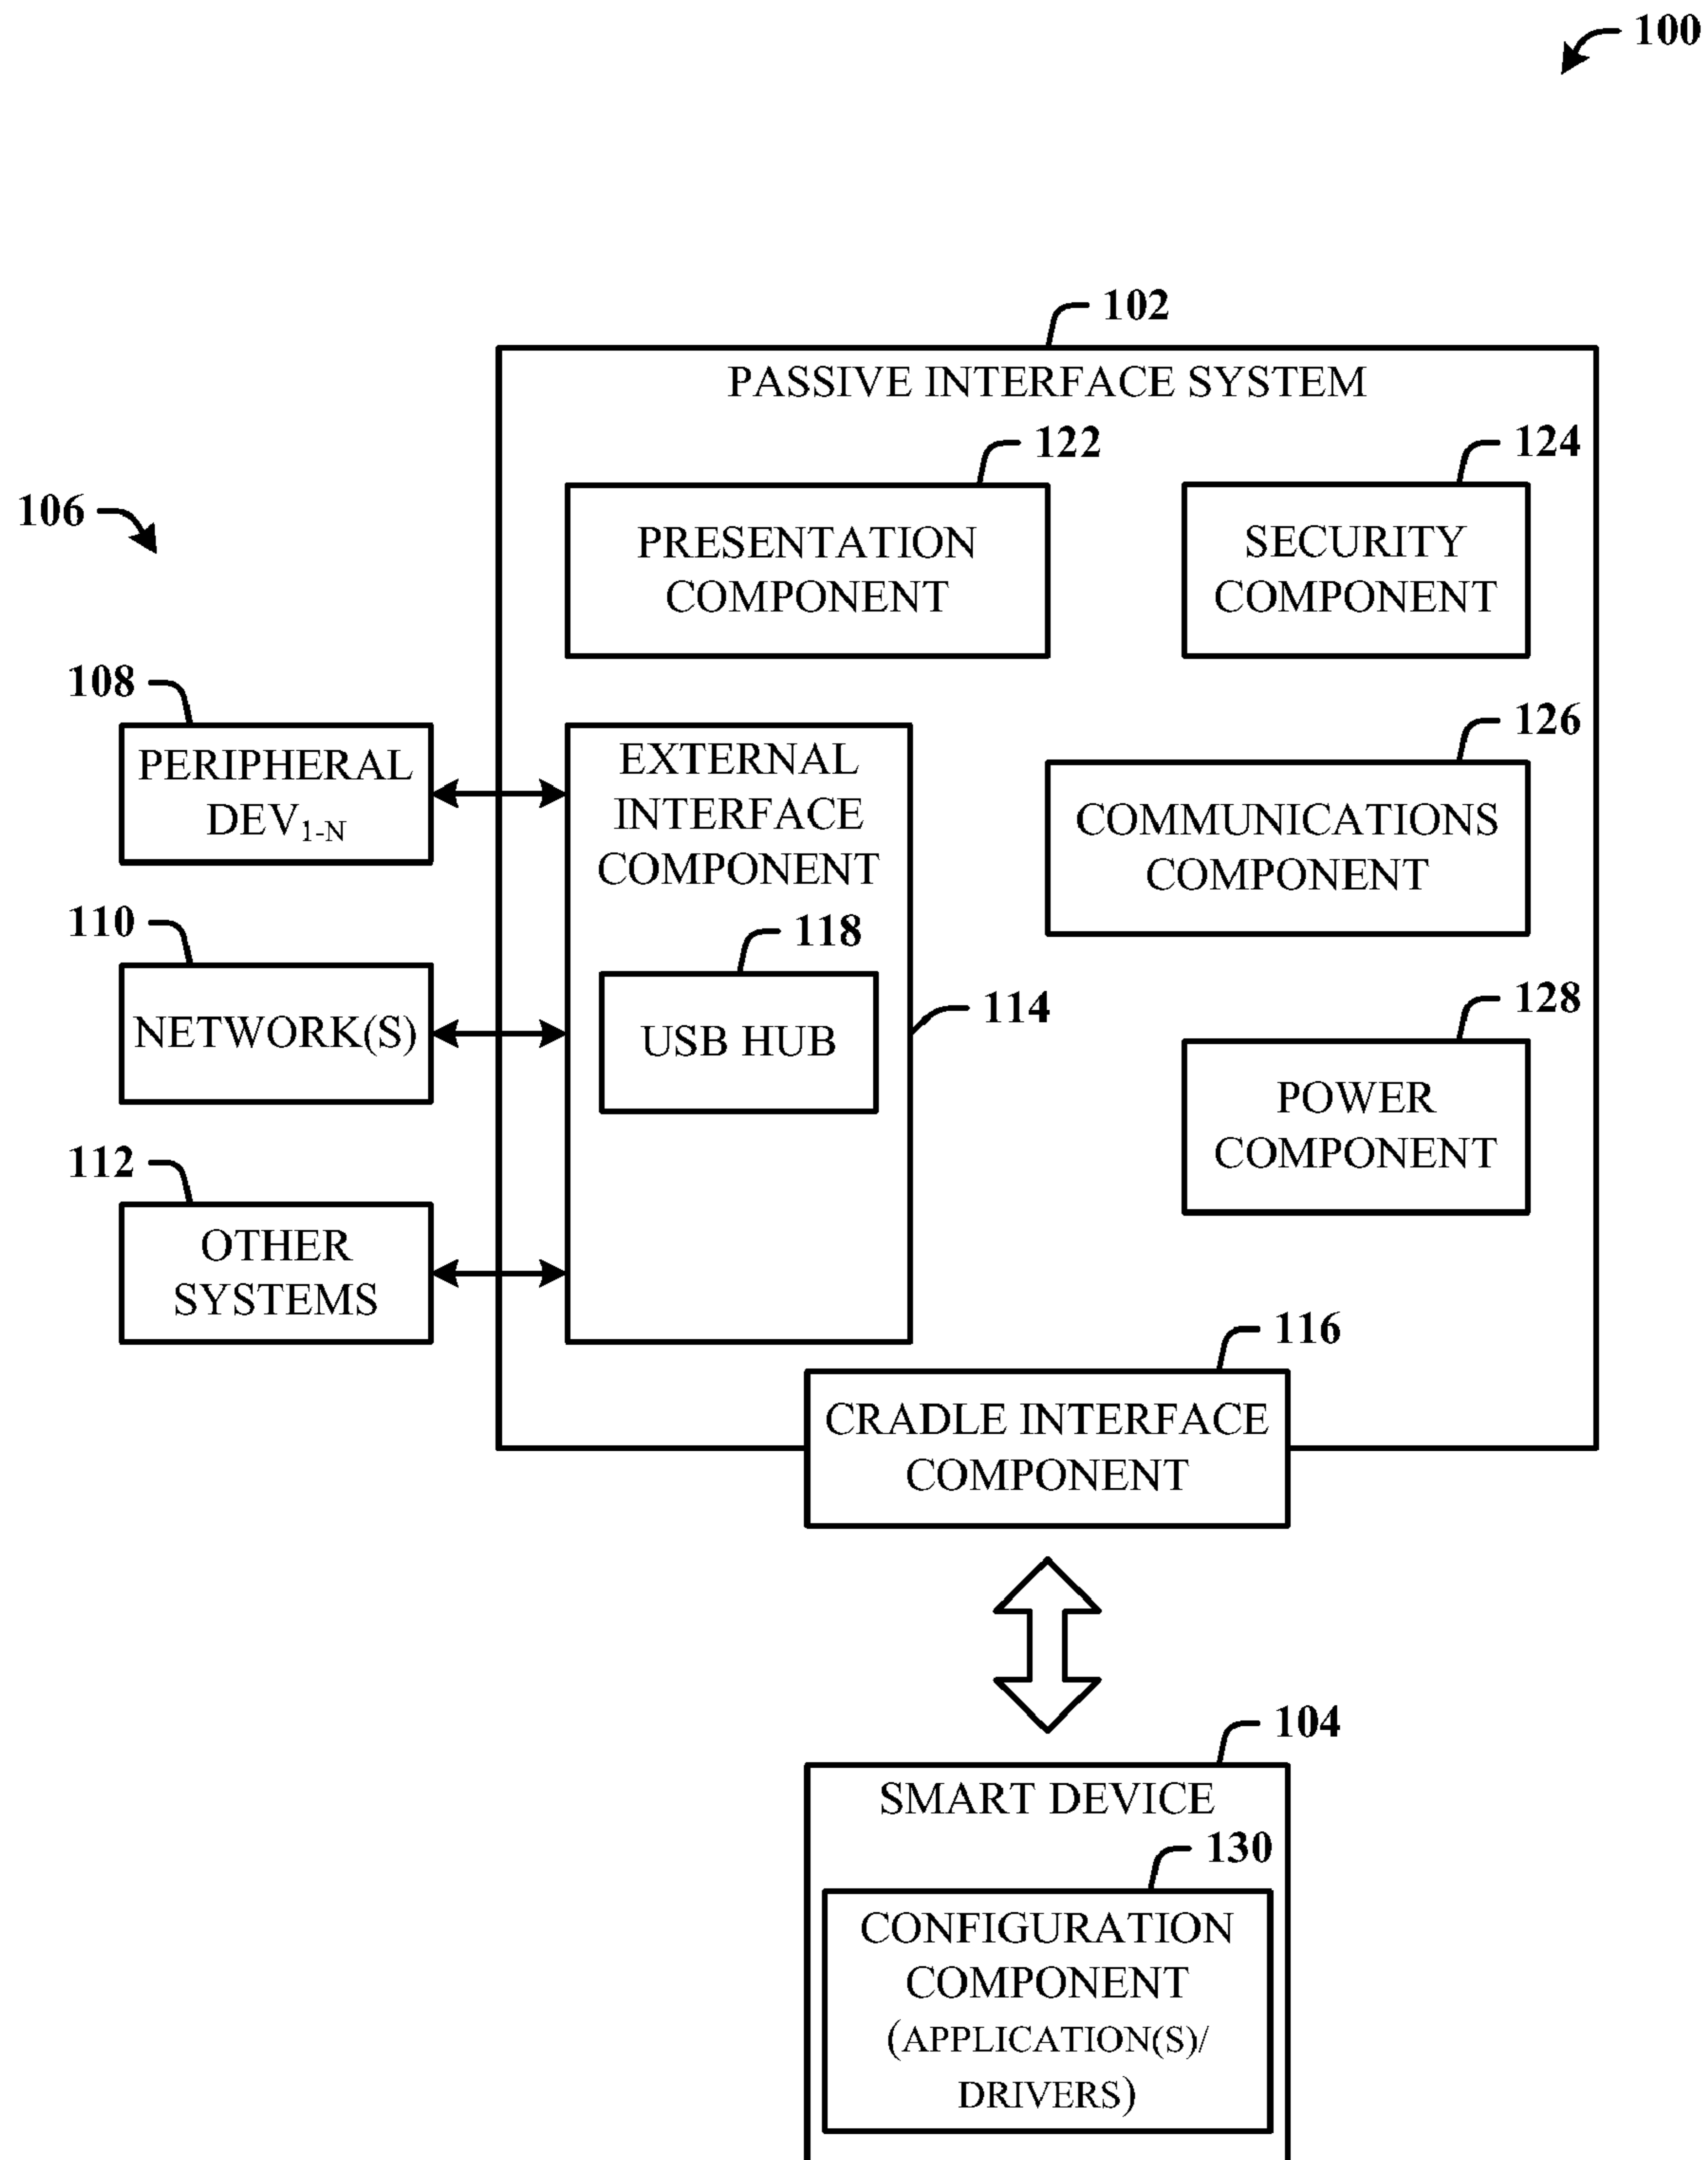 100
102
PASSIVE INTERFACE SYSTEM
122
124
106
PRESENTATION
COMPONENT
SECURITY
COMPONENT
108
PERIPHERAL
DEV1-N
EXTERNAL
INTERFACE
COMPONENT
126
COMMUNICATIONS
COMPONENT
110
NETWORK(S)
118
USB HUB
114
128
POWER
COMPONENT
112
OTHER
SYSTEMS
116
CRADLE INTERFACE
COMPONENT
104
SMART DEVICE
130
CONFIGURATION
COMPONENT
(APPLICATION(S)/
DRIVERS)